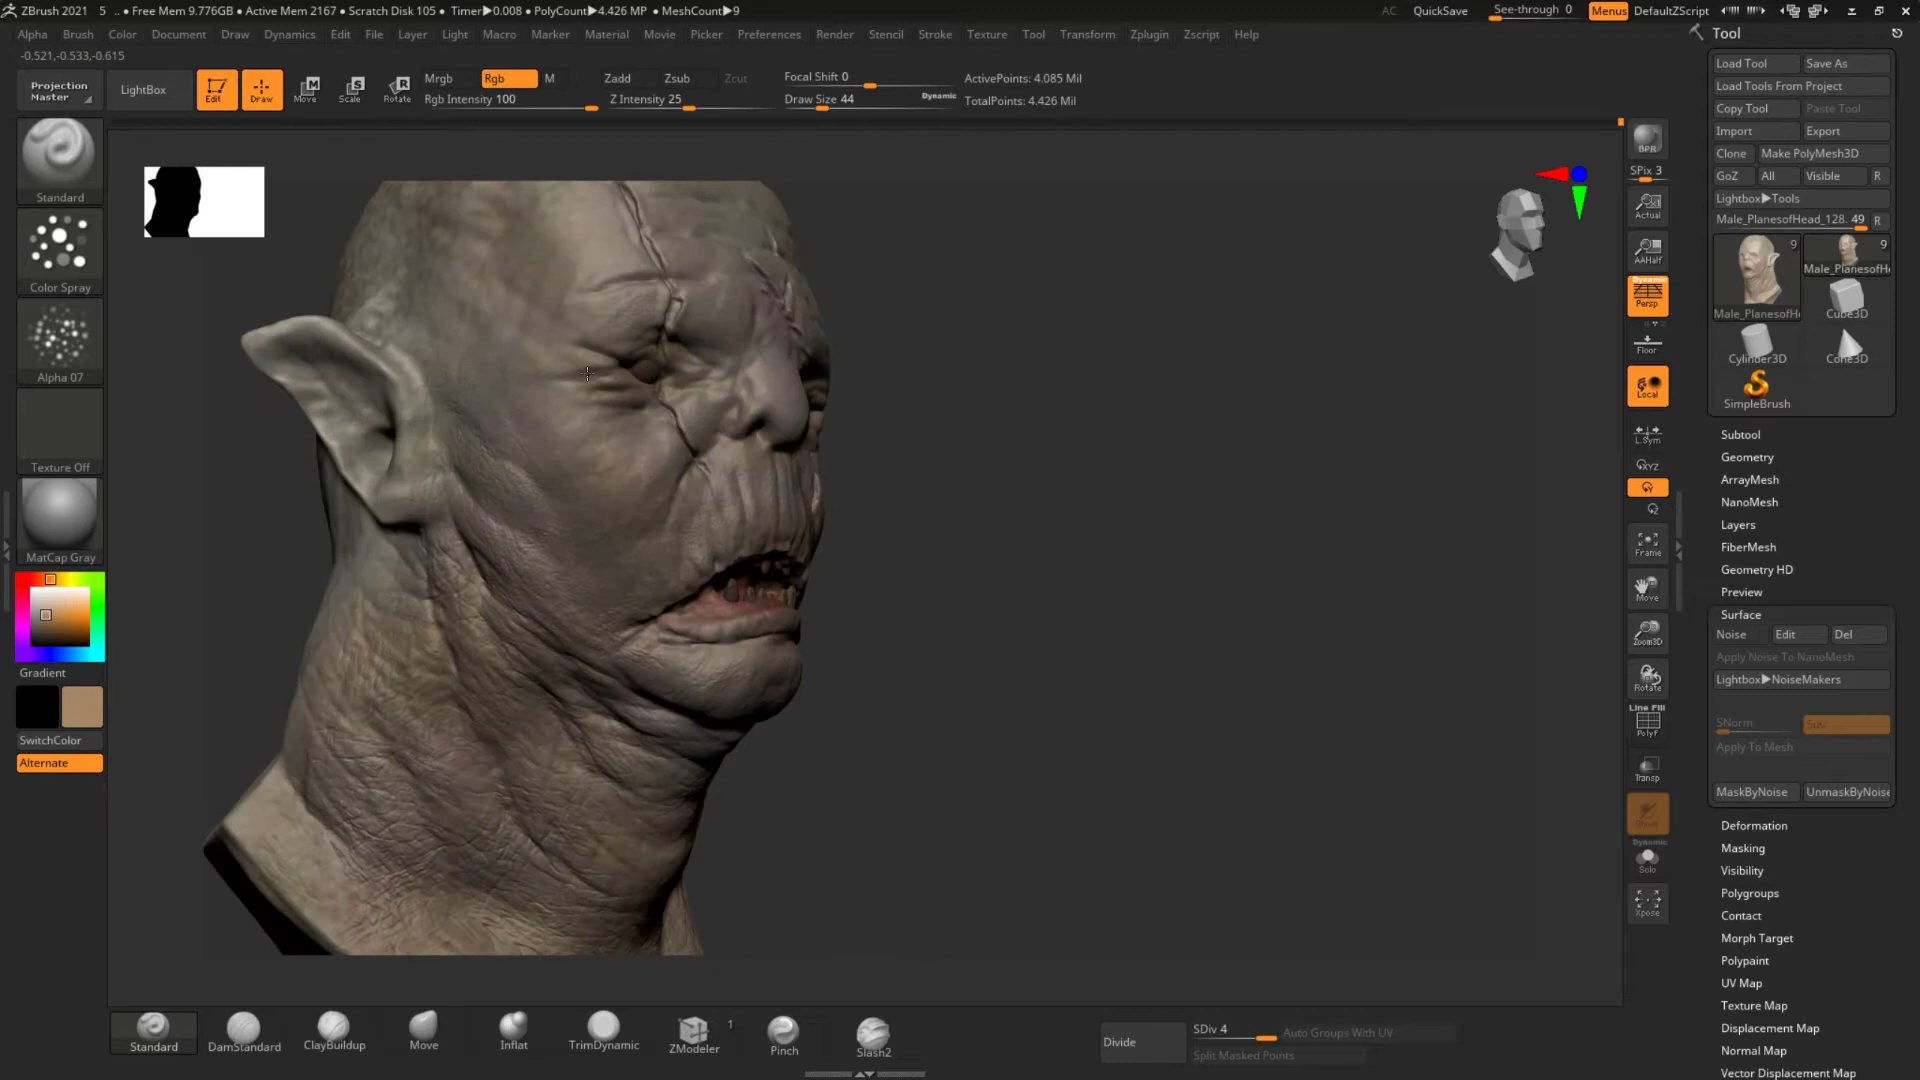 ZBrush 2021 5 .. • Free Mem 9.776GB • Active Mem 2167 • Scratch Disk 105 • Timer▶0.008 • PolyCount▶4.426 MP • MeshCount▶9 AC QuickSave See-through 0 Menus DefaultZScript
Alpha Brush Color Document Draw Dynamics Edit File Layer Light Macro Marker Material Movie Picker Preferences Render Stencil Stroke Texture Tool Transform Zplugin Zscript Help
-0.521,-0.533,-0.615
Projection Master
LightBox
Edit
Draw
Move
Scale
Rotate
Mrgb Rgb M
Rgb Intensity 100
Zadd Zsub Zcut
Z Intensity 25
Focal Shift 0
Draw Size 44
Dynamic
ActivePoints: 4.085 Mil
TotalPoints: 4.426 Mil
Standard
Color Spray
Alpha 07
Texture Off
MatCap Gray
Gradient
SwitchColor
Alternate
BPR
SPix 3
Actual
AAHalf
Dynamic
Persp
Floor
Local
L.Sym
XYZ
Y
Z
Frame
Move
Zoom3D
Rotate
Line Fill
PolyF
Transp
Dynamic
Solo
Xpose
Tool
Load Tool Save As
Load Tools From Project
Copy Tool Paste Tool
Import Export
Clone Make PolyMesh3D
GoZ All Visible R
Lightbox▶Tools
Male_PlanesofHead_128. 49 R
9 9
Male_PlanesofHe
Male_PlanesofHe
Cube3D
Cylinder3D Cone3D
SimpleBrush
Subtool
Geometry
ArrayMesh
NanoMesh
Layers
FiberMesh
Geometry HD
Preview
Surface
Noise Edit Del
Apply Noise To NanoMesh
Lightbox▶NoiseMakers
SNorm
Apply To Mesh
MaskByNoise UnmaskByNoise
Deformation
Masking
Visibility
Polygroups
Contact
Morph Target
Polypaint
UV Map
Texture Map
Displacement Map
Normal Map
Vector Displacement Map
Standard DamStandard ClayBuildup Move Inflat TrimDynamic ZModeler 1 Pinch Slash2
Divide
SDiv 4
Auto Groups With UV
Split Masked Points